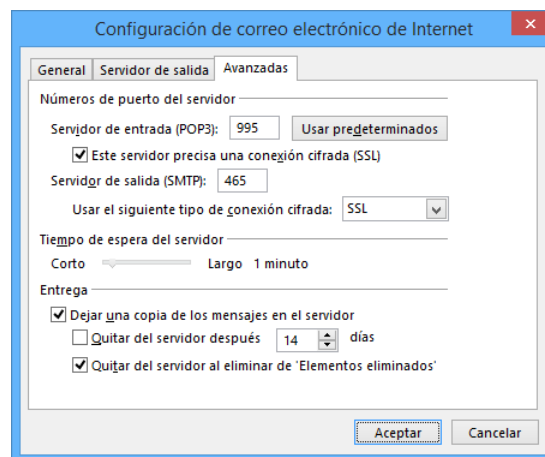 Configuración de correo electrónico de Internet
General Servidor de salida Avanzadas
Números de puerto del servidor
Servidor de entrada (POP3): 995 Usar predeterminados
Este servidor precisa una conexión cifrada (SSL)
Servidor de salida (SMTP): 465
Usar el siguiente tipo de conexión cifrada: SSL
Tiempo de espera del servidor
Corto Largo 1 minuto
Entrega
Dejar una copia de los mensajes en el servidor
Quitar del servidor después 14 días
Quitar del servidor al eliminar de 'Elementos eliminados'
Aceptar Cancelar